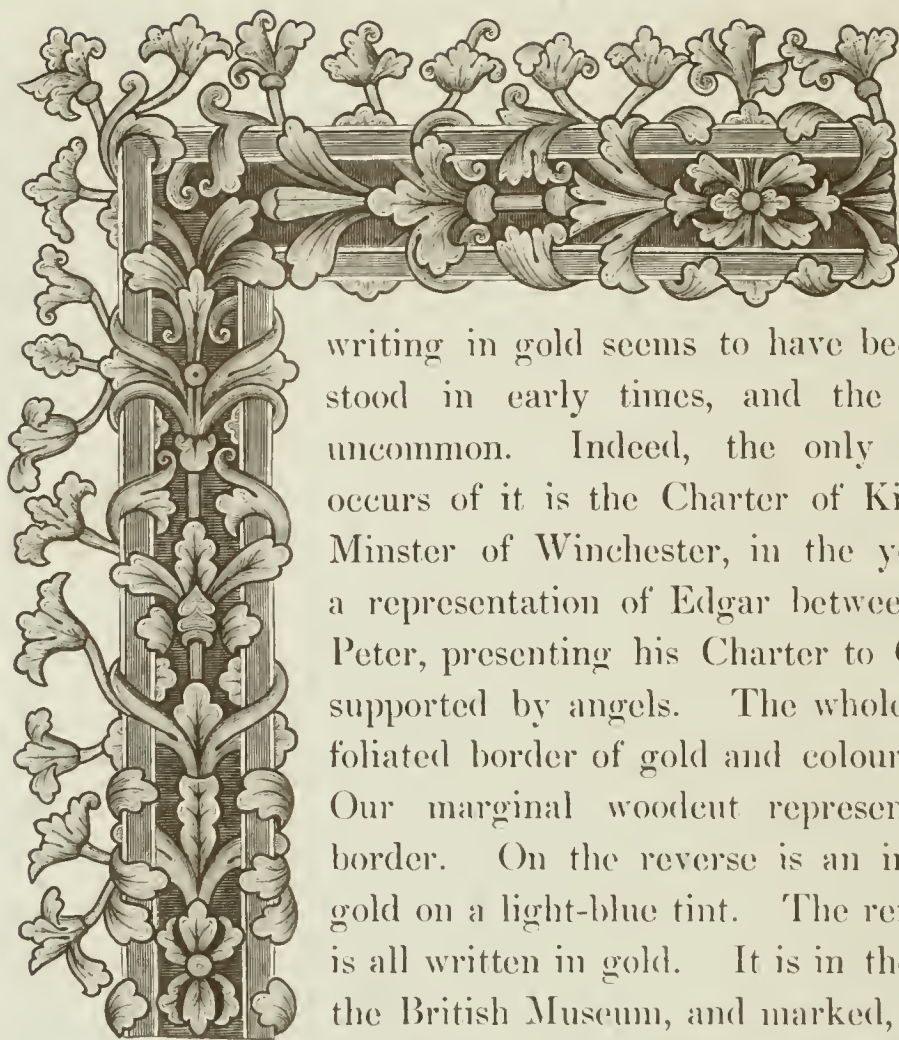 writing in gold seems to have be
stood in early times, and the
uncommon. Indeed, the only
occurs of it is the Charter of Ki
Minster of Winchester, in the y
a representation of Edgar betwee
Peter, presenting his Charter to
supported by angels. The whole
foliated border of gold and colour
Our marginal woodcut represen
border. On the reverse is an in
gold on a light-blue tint. The re
is all written in gold. It is in the
the British Museum, and marked,